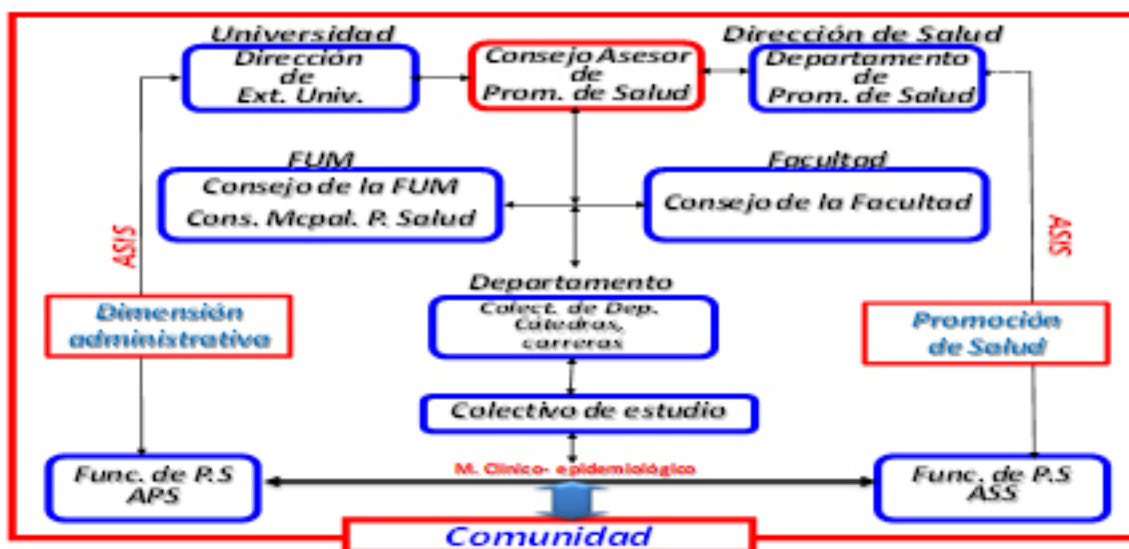 Universidad
Dirección de Salud
Dirección
de
Ext. Univ.
Consejo Asesor
de
Prom. de Salud
Departamento
de
Prom. de Salud
FUM
Facultad
Consejo de la FUM
Cons. Mcpal. P. Salud
Consejo de la Facultad
ASIS
ASIS
Departamento
Colect. de Dep.
Cátedras,
carreras
Dimensión
administrativa
Promoción
de Salud
Colectivo de estudio
M. Clínico- epidemiológico
Func. de P.S
APS
Func. de P.S
ASS
Comunidad